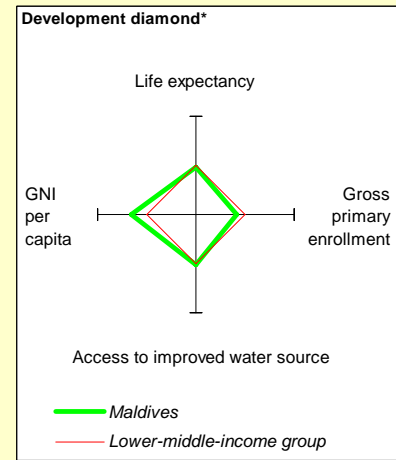 Development diamond*
Life expectancy
GNI
per
capita
Gross
primary
enrollment
Access to improved water source
Maldives
Lower-middle-income group